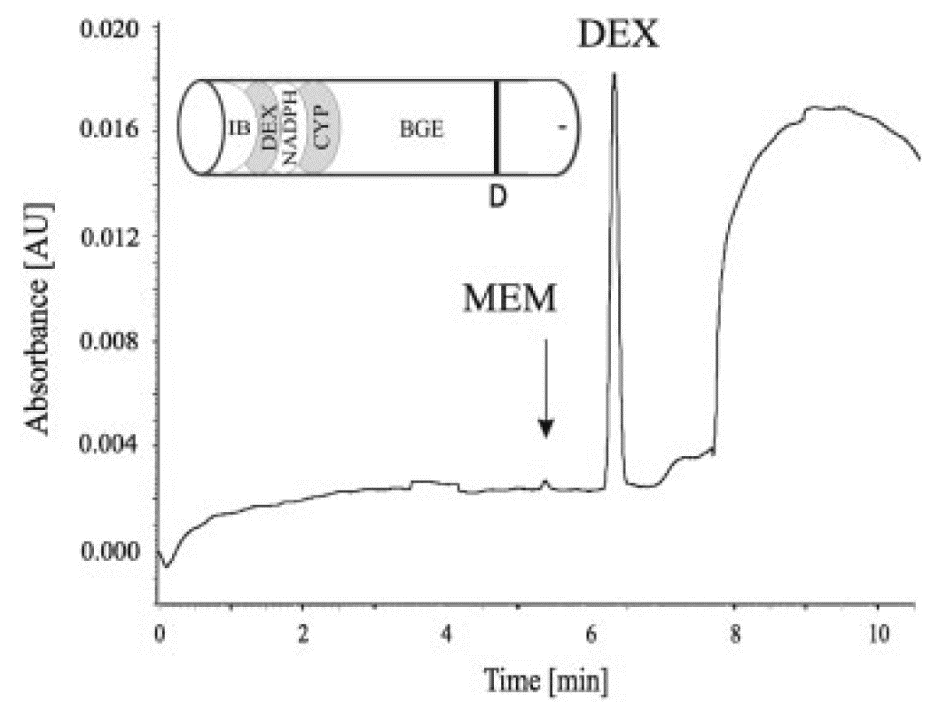 DEX
0.020
0.016
0.012
0.008
0.004
0.000
Absorbance [AU]
IB
DEX
NADPH
CYP
BGE
-
D
MEM
0 2 4 6 8 10
Time [min]